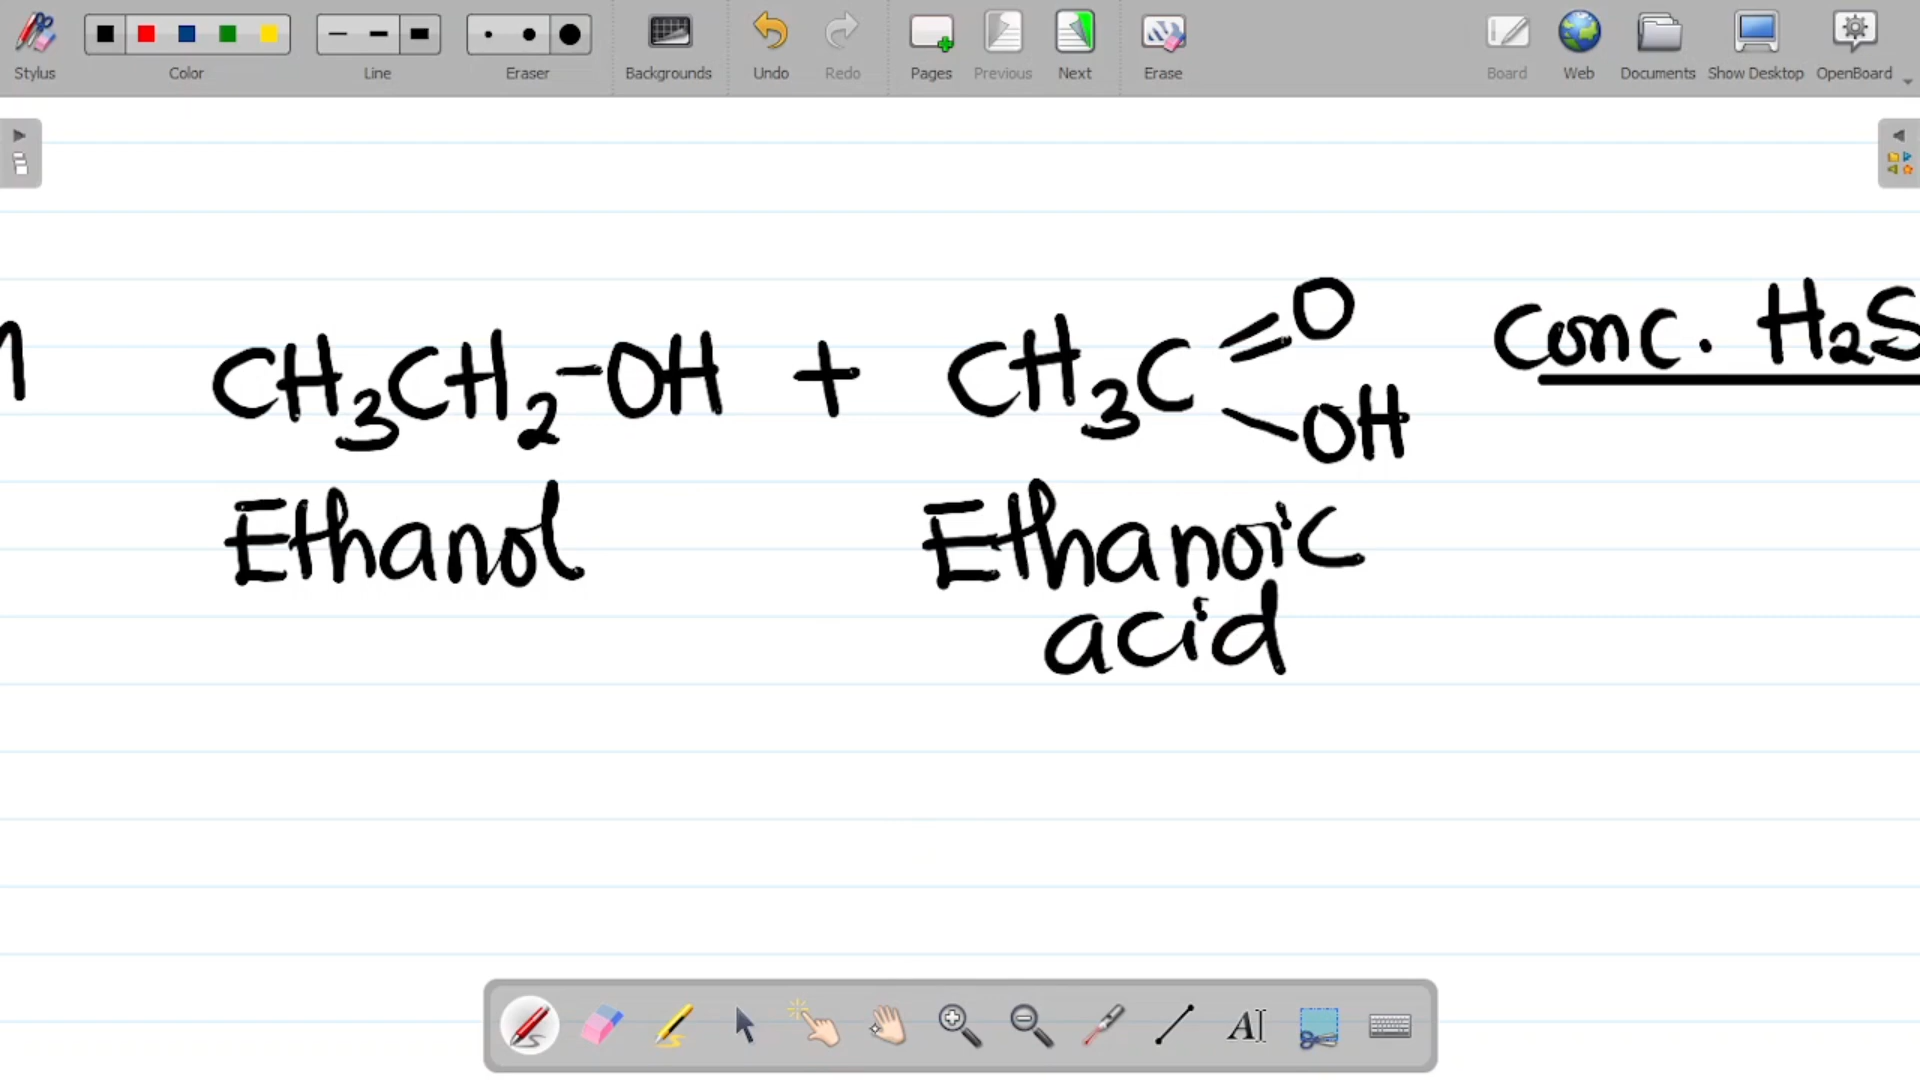 Stylus Color Line Eraser Backgrounds Undo Redo Pages Previous Next Erase Board Web Documents Show Desktop OpenBoard
CH3CH2-OH + CH3C=O -OH conc. H2S
Ethanol Ethanoic
acid